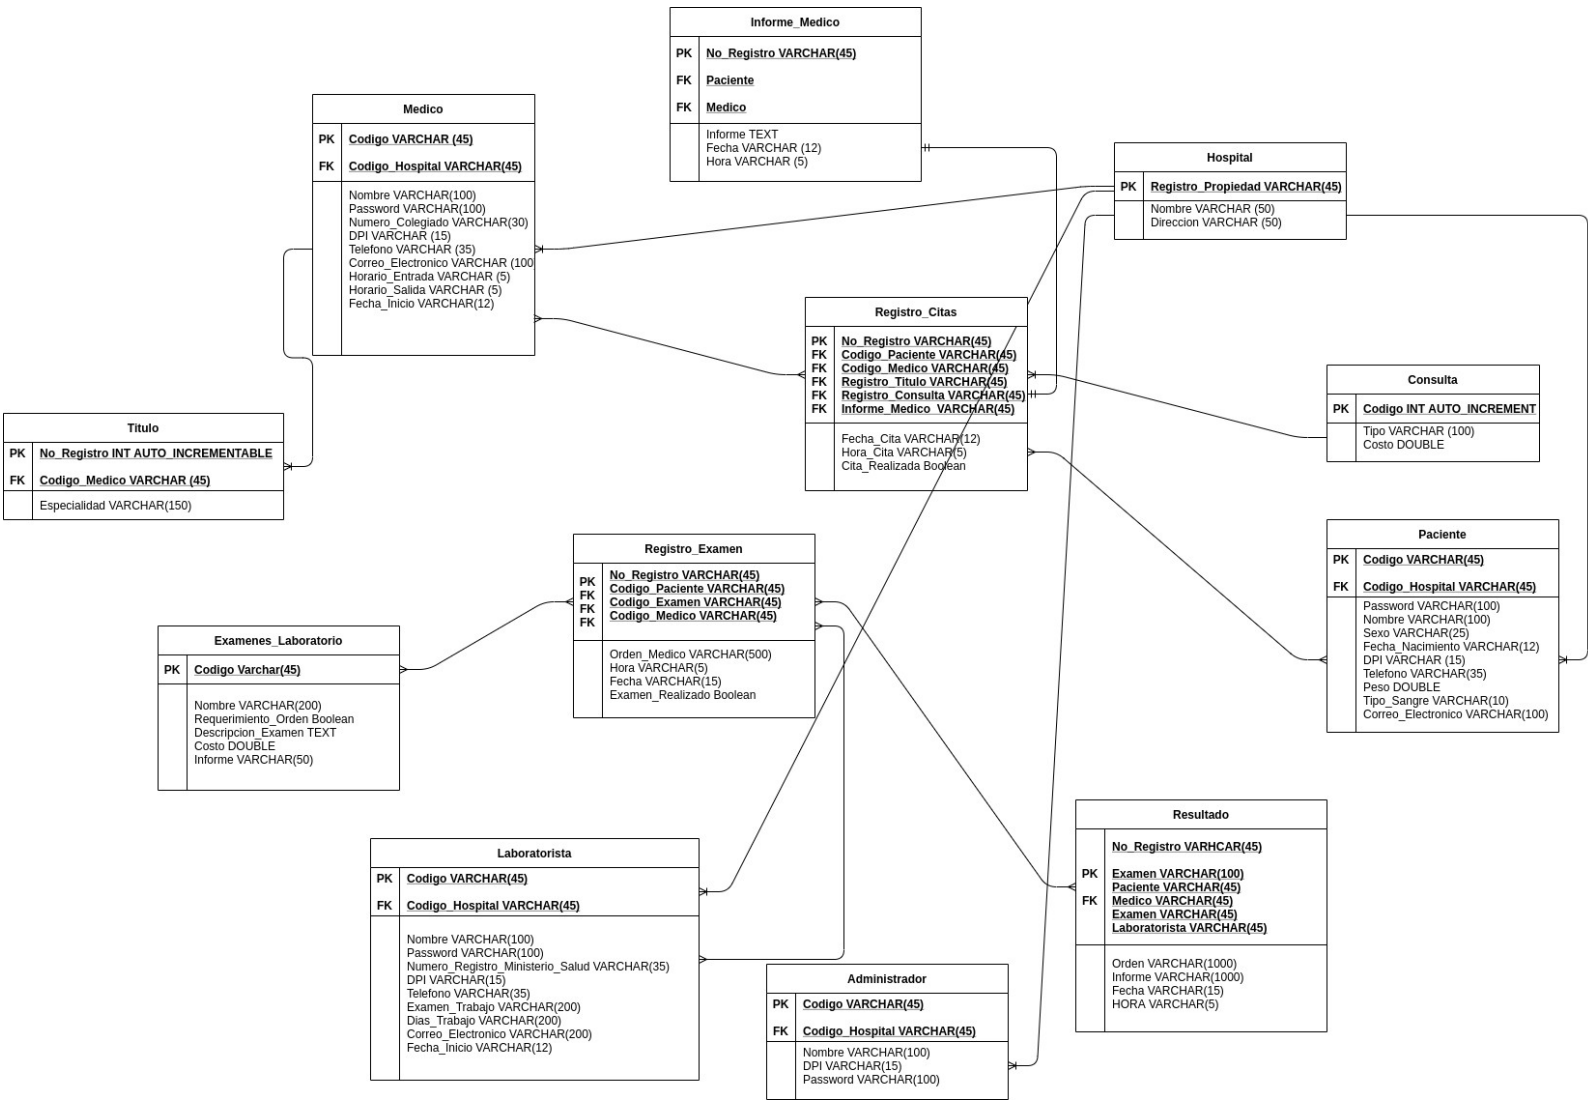 Informe_Medico
PK No_Registro VARCHAR(45)
FK Paciente
FK Medico
Informe TEXT
Fecha VARCHAR (12)
Hora VARCHAR (5)
Medico
PK Codigo VARCHAR (45)
FK Codigo_Hospital VARCHAR(45)
Nombre VARCHAR(100)
Password VARCHAR(100)
Numero_Colegiado VARCHAR(30)
DPI VARCHAR (15)
Telefono VARCHAR (35)
Correo_Electronico VARCHAR (100
Horario_Entrada VARCHAR (5)
Horario_Salida VARCHAR (5)
Fecha_Inicio VARCHAR(12)
Hospital
PK Registro_Propiedad VARCHAR(45)
Nombre VARCHAR (50)
Direccion VARCHAR (50)
Registro_Citas
PK No_Registro VARCHAR(45)
FK Codigo_Paciente VARCHAR(45)
FK Codigo_Medico VARCHAR(45)
FK Registro_Titulo VARCHAR(45)
FK Registro_Consulta VARCHAR(45)
FK Informe_Medico VARCHAR(45)
Fecha_Cita VARCHAR(12)
Hora_Cita VARCHAR(5)
Cita_Realizada Boolean
Consulta
PK Codigo INT AUTO_INCREMENT
Tipo VARCHAR (100)
Costo DOUBLE
Titulo
PK No_Registro INT AUTO_INCREMENTABLE
FK Codigo_Medico VARCHAR (45)
Especialidad VARCHAR(150)
Paciente
PK Codigo VARCHAR(45)
FK Codigo_Hospital VARCHAR(45)
Password VARCHAR(100)
Nombre VARCHAR(100)
Sexo VARCHAR(25)
Fecha_Nacimiento VARCHAR(12)
DPI VARCHAR (15)
Telefono VARCHAR(35)
Peso DOUBLE
Tipo_Sangre VARCHAR(10)
Correo_Electronico VARCHAR(100)
Registro_Examen
PK No_Registro VARCHAR(45)
FK Codigo_Paciente VARCHAR(45)
FK Codigo_Examen VARCHAR(45)
FK Codigo_Medico VARCHAR(45)
Orden_Medico VARCHAR(500)
Hora VARCHAR(5)
Fecha VARCHAR(15)
Examen_Realizado Boolean
Examenes_Laboratorio
PK Codigo Varchar(45)
Nombre VARCHAR(200)
Requerimiento_Orden Boolean
Descripcion_Examen TEXT
Costo DOUBLE
Informe VARCHAR(50)
Resultado
No_Registro VARHCAR(45)
PK Examen VARCHAR(100)
Paciente VARCHAR(45)
FK Medico VARCHAR(45)
Examen VARCHAR(45)
Laboratorista VARCHAR(45)
Orden VARCHAR(1000)
Informe VARCHAR(1000)
Fecha VARCHAR(15)
HORA VARCHAR(5)
Laboratorista
PK Codigo VARCHAR(45)
FK Codigo_Hospital VARCHAR(45)
Nombre VARCHAR(100)
Password VARCHAR(100)
Numero_Registro_Ministerio_Salud VARCHAR(35)
DPI VARCHAR(15)
Telefono VARCHAR(35)
Examen_Trabajo VARCHAR(200)
Dias_Trabajo VARCHAR(200)
Correo_Electronico VARCHAR(200)
Fecha_Inicio VARCHAR(12)
Administrador
PK Codigo VARCHAR(45)
FK Codigo_Hospital VARCHAR(45)
Nombre VARCHAR(100)
DPI VARCHAR(15)
Password VARCHAR(100)